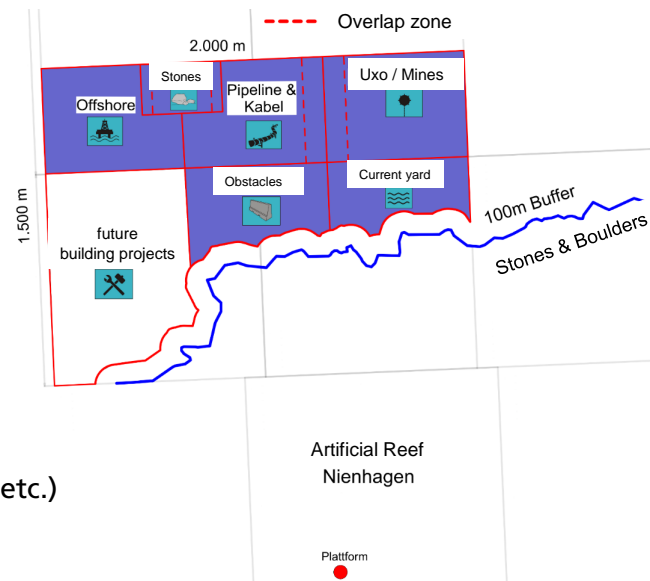 Overlap zone
2.000 m
Stones
Uxo / Mines
Offshore
Pipeline &
Kabel
Obstacles
Current yard
1.500 m
future
building projects
100m Buffer
Stones & Boulders
Artificial Reef
Nienhagen
etc.)
Plattform